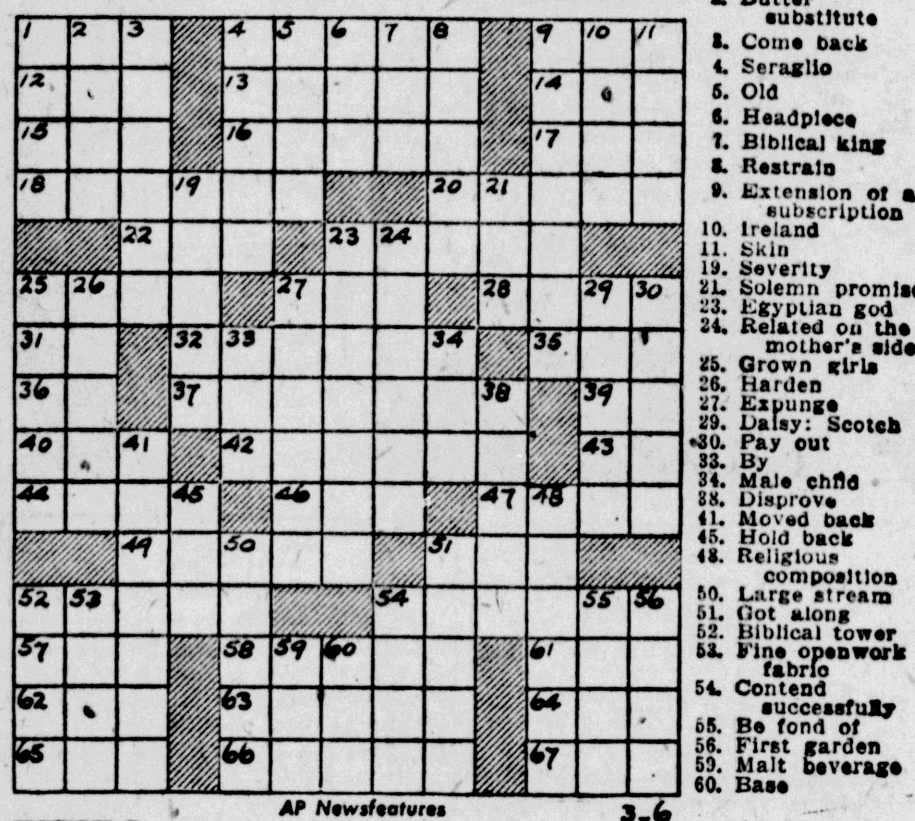 1 2 3 4 5 6 7 8 9 10 11
12 13 14
15 16 17
18 19 20 21
22 23 24
25 26 27 28 29 30
31 32 33 34 35
36 37 38 39
40 41 42 43
44 45 46 47 48
49 50 51
52 53 54 55 56
57 58 59 60 61
62 63 64
65 66 67
AP Newsfeatures
3-6
2. Butter
substitute
3. Come back
4. Seraglio
5. Old
6. Headpiece
7. Biblical king
8. Restrain
9. Extension of a
subscription
10. Ireland
11. Skin
19. Severity
21. Solemn promise
23. Egyptian god
24. Related on the
mother's side
25. Grown girls
26. Harden
27. Expunge
29. Daisy: Scotch
30. Pay out
33. By
34. Male child
38. Disprove
41. Moved back
45. Hold back
48. Religious
composition
50. Large stream
51. Got along
52. Biblical tower
53. Fine openwork
fabric
54. Contend
successfully
55. Be fond of
56. First garden
59. Malt beverage
60. Base